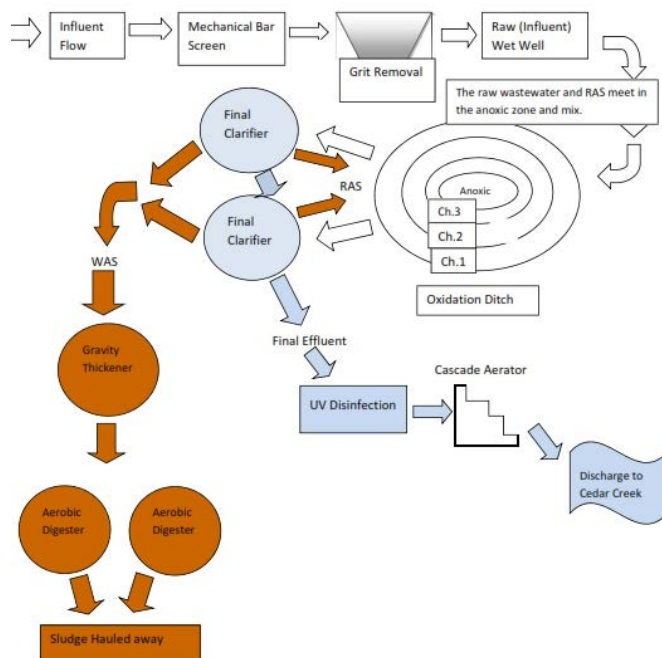 Influent
Flow
Mechanical Bar
Screen
Grit Removal
Raw (Influent)
Wet Well
The raw wastewater and RAS meet in
the anoxic zone and mix.
Final
Clarifier
RAS
Final
Clarifier
Anoxic
Ch.3
Ch.2
Ch.1
Oxidation Ditch
WAS
Gravity
Thickener
Final Effluent
UV Disinfection
Cascade Aerator
Discharge to
Cedar Creek
Aerobic
Digester
Aerobic
Digester
Sludge Hauled away